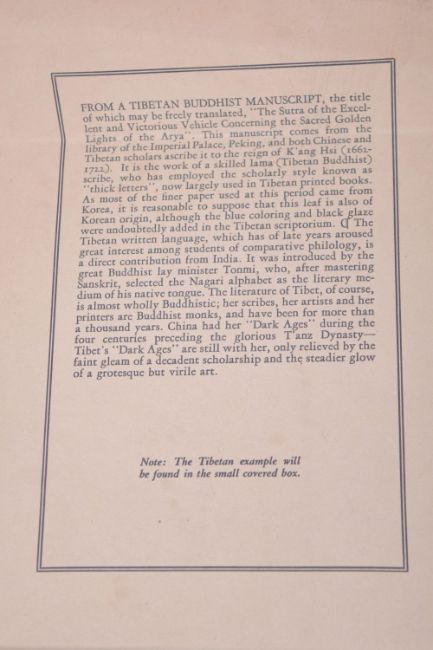 FROM A TIBETAN BUDDHIST MANUSCRIPT, the title
of which may be freely translated, "The Sutra of the Excel-
lent and Victorious Vehicle Concerning the Sacred Golden
Lights of the Arya". This manuscript comes from the
library of the Imperial Palace, Peking, and both Chinese and
Tibetan scholars ascribe it to the reign of K'ang Hsi (1661-
1722). It is the work of a skilled lama (Tibetan Buddhist)
scribe, who has employed the scholarly style known as
"thick letters", now largely used in Tibetan printed books.
As most of the finer paper used at this period came from
Korea, it is reasonable to suppose that this leaf is also of
Korean origin, although the blue coloring and black glaze
were undoubtedly added in the Tibetan scriptorium. ¶ The
Tibetan written language, which has of late years aroused
great interest among students of comparative philology, is
a direct contribution from India. It was introduced by the
great Buddhist lay minister Tonmi, who, after mastering
Sanskrit, selected the Nagari alphabet as the literary me-
dium of his native tongue. The literature of Tibet, of course,
is almost wholly Buddhistic; her scribes, her artists and her
printers are Buddhist monks, and have been for more than
a thousand years. China had her "Dark Ages" during the
four centuries preceding the glorious T'anz Dynasty—
Tibet's "Dark Ages" are still with her, only relieved by the
faint gleam of a decadent scholarship and the steadier glow
of a grotesque but virile art.
Note: The Tibetan example will
be found in the small covered box.